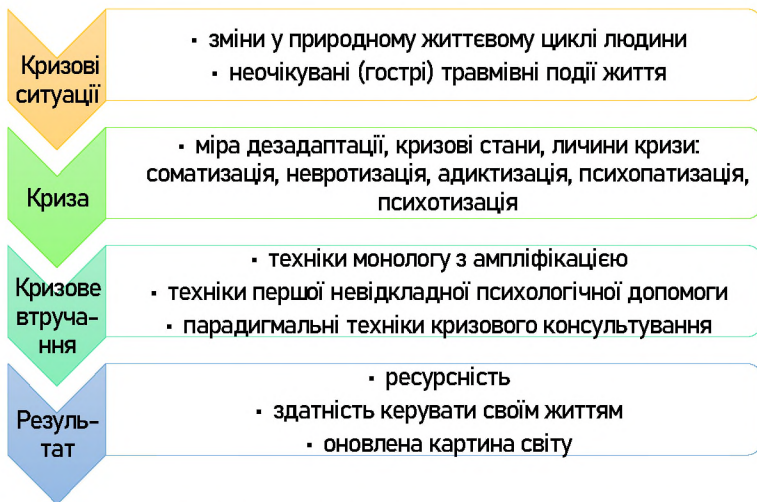 Кризові
ситуації
▪ зміни у природному життєвому циклі людини
▪ неочікувані (гострі) травмівні події життя
Криза
▪ міра дезадаптації, кризові стани, личини кризи:
соматизація, невротизація, адиктизація, психопатизація,
психотизація
Кризове
втруча-
ння
▪ техніки монологу з ампліфікацією
▪ техніки першої невідкладної психологічної допомоги
▪ парадигмальні техніки кризового консультування
Резуль-
тат
▪ ресурсність
▪ здатність керувати своїм життям
▪ оновлена картина світу